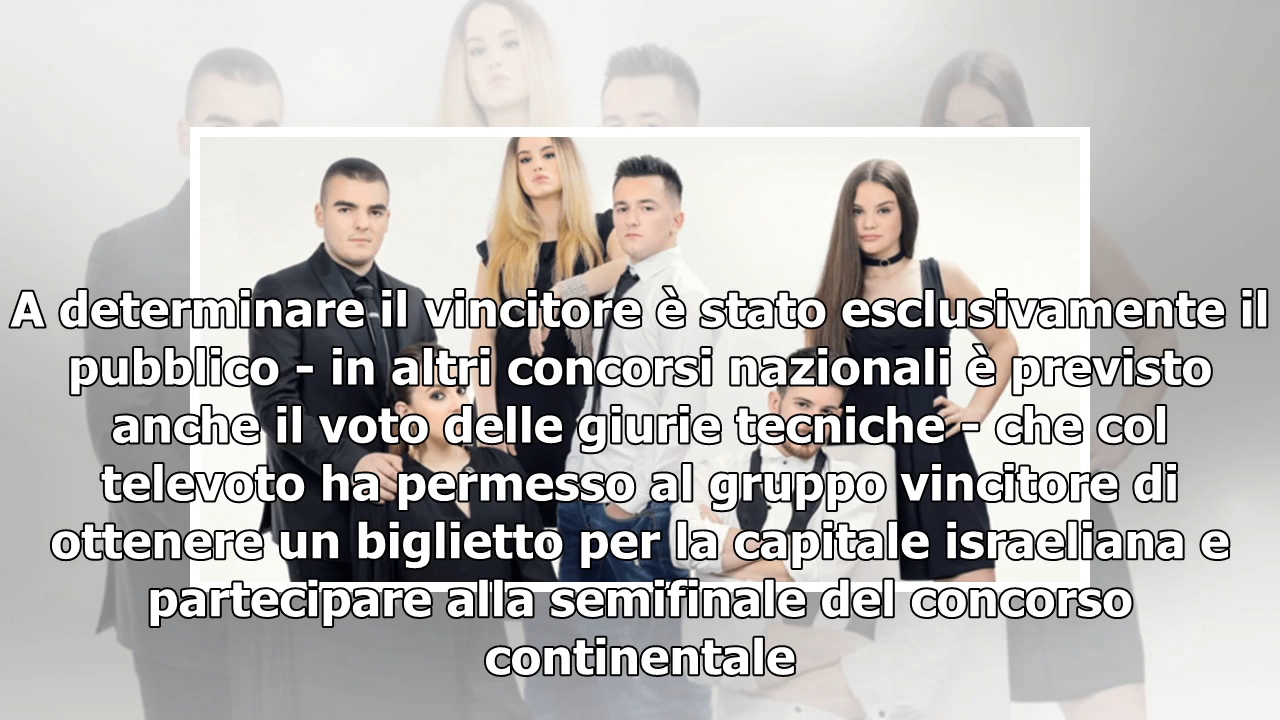 A determinare il vincitore è stato esclusivamente il
pubblico - in altri concorsi nazionali è previsto
anche il voto delle giurie tecniche - che col
televoto ha permesso al gruppo vincitore di
ottenere un biglietto per la capitale israeliana e
partecipare alla semifinale del concorso
continentale